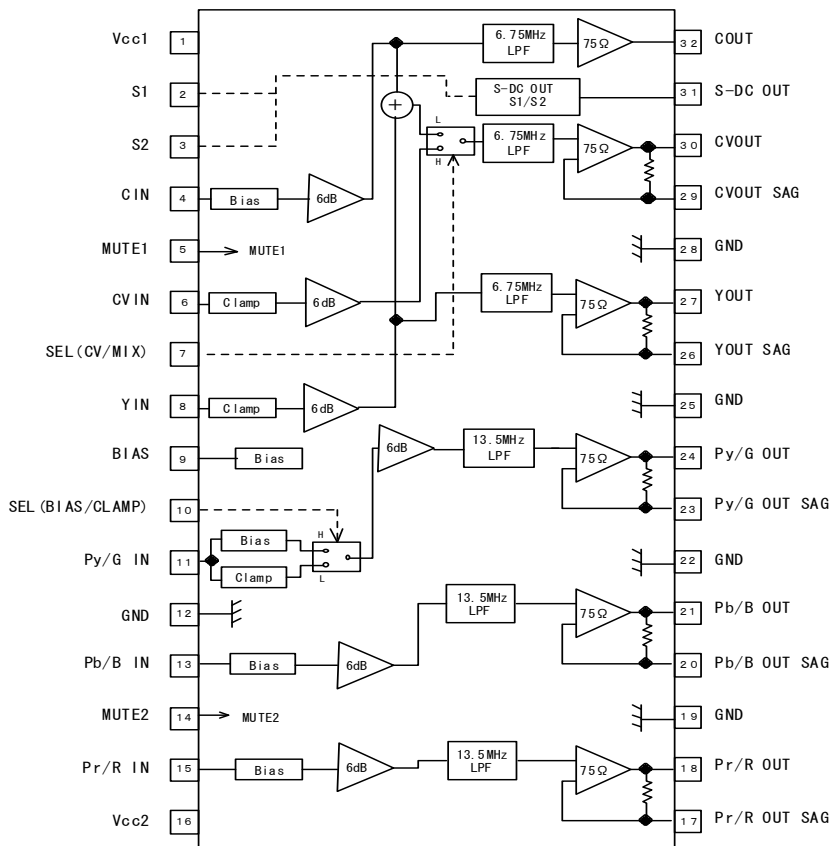 Vcc1 1 6.75MHz LPF 75Ω 32 COUT
S1 2 S-DC OUT S1/S2 31 S-DC OUT
S2 3 + L H 6.75MHz LPF 75Ω 30 CVOUT
CIN 4 Bias 6dB 29 CVOUT SAG
MUTE1 5 MUTE1 28 GND
CVIN 6 Clamp 6dB 6.75MHz LPF 75Ω 27 YOUT
SEL(CV/MIX) 7 26 YOUT SAG
YIN 8 Clamp 6dB 25 GND
BIAS 9 Bias 6dB 13.5MHz LPF 75Ω 24 Py/G OUT
SEL(BIAS/CLAMP) 10 23 Py/G OUT SAG
Py/G IN 11 Bias Clamp H L 22 GND
GND 12 13.5MHz LPF 75Ω 21 Pb/B OUT
Pb/B IN 13 Bias 6dB 20 Pb/B OUT SAG
MUTE2 14 MUTE2 19 GND
Pr/R IN 15 Bias 6dB 13.5MHz LPF 75Ω 18 Pr/R OUT
Vcc2 16 17 Pr/R OUT SAG